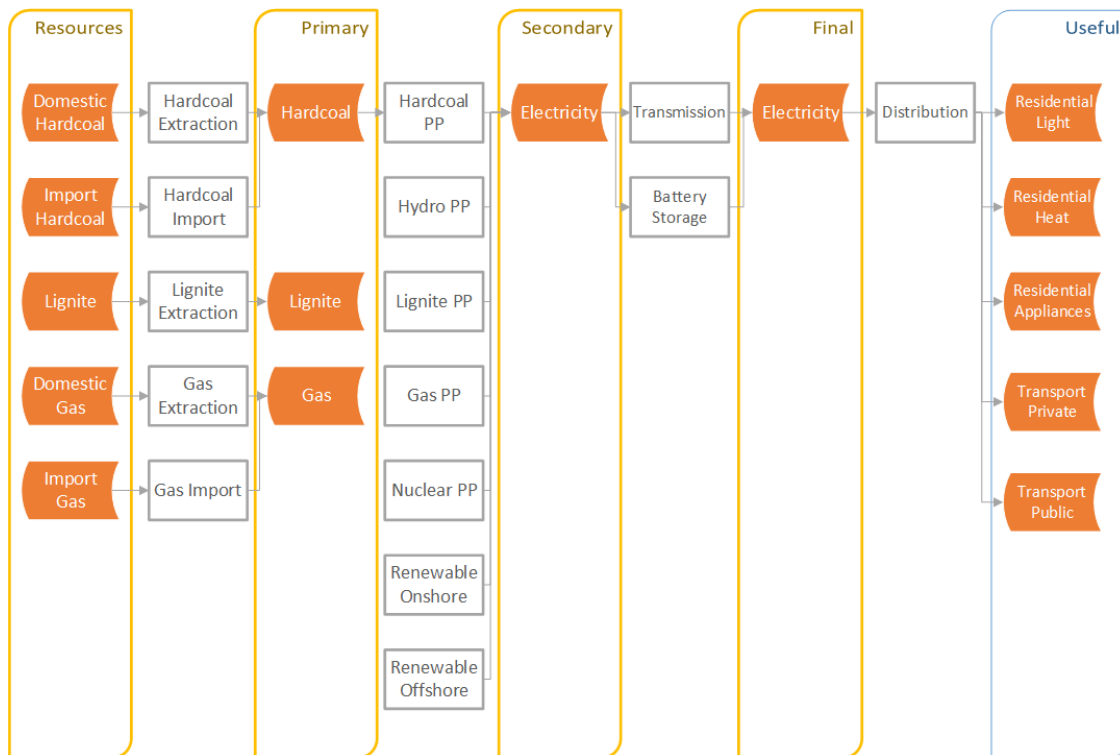 Resources
Primary
Secondary
Final
Useful
Domestic
Hardcoal
Hardcoal
Extraction
Hardcoal
Hardcoal
PP
Electricity
Transmission
Electricity
Distribution
Residential
Light
Import
Hardcoal
Hardcoal
Import
Hydro PP
Battery
Storage
Residential
Heat
Lignite
Lignite
Extraction
Lignite
Lignite PP
Residential
Appliances
Domestic
Gas
Gas
Extraction
Gas
Gas PP
Transport
Private
Import
Gas
Gas Import
Nuclear PP
Transport
Public
Renewable
Onshore
Renewable
Offshore